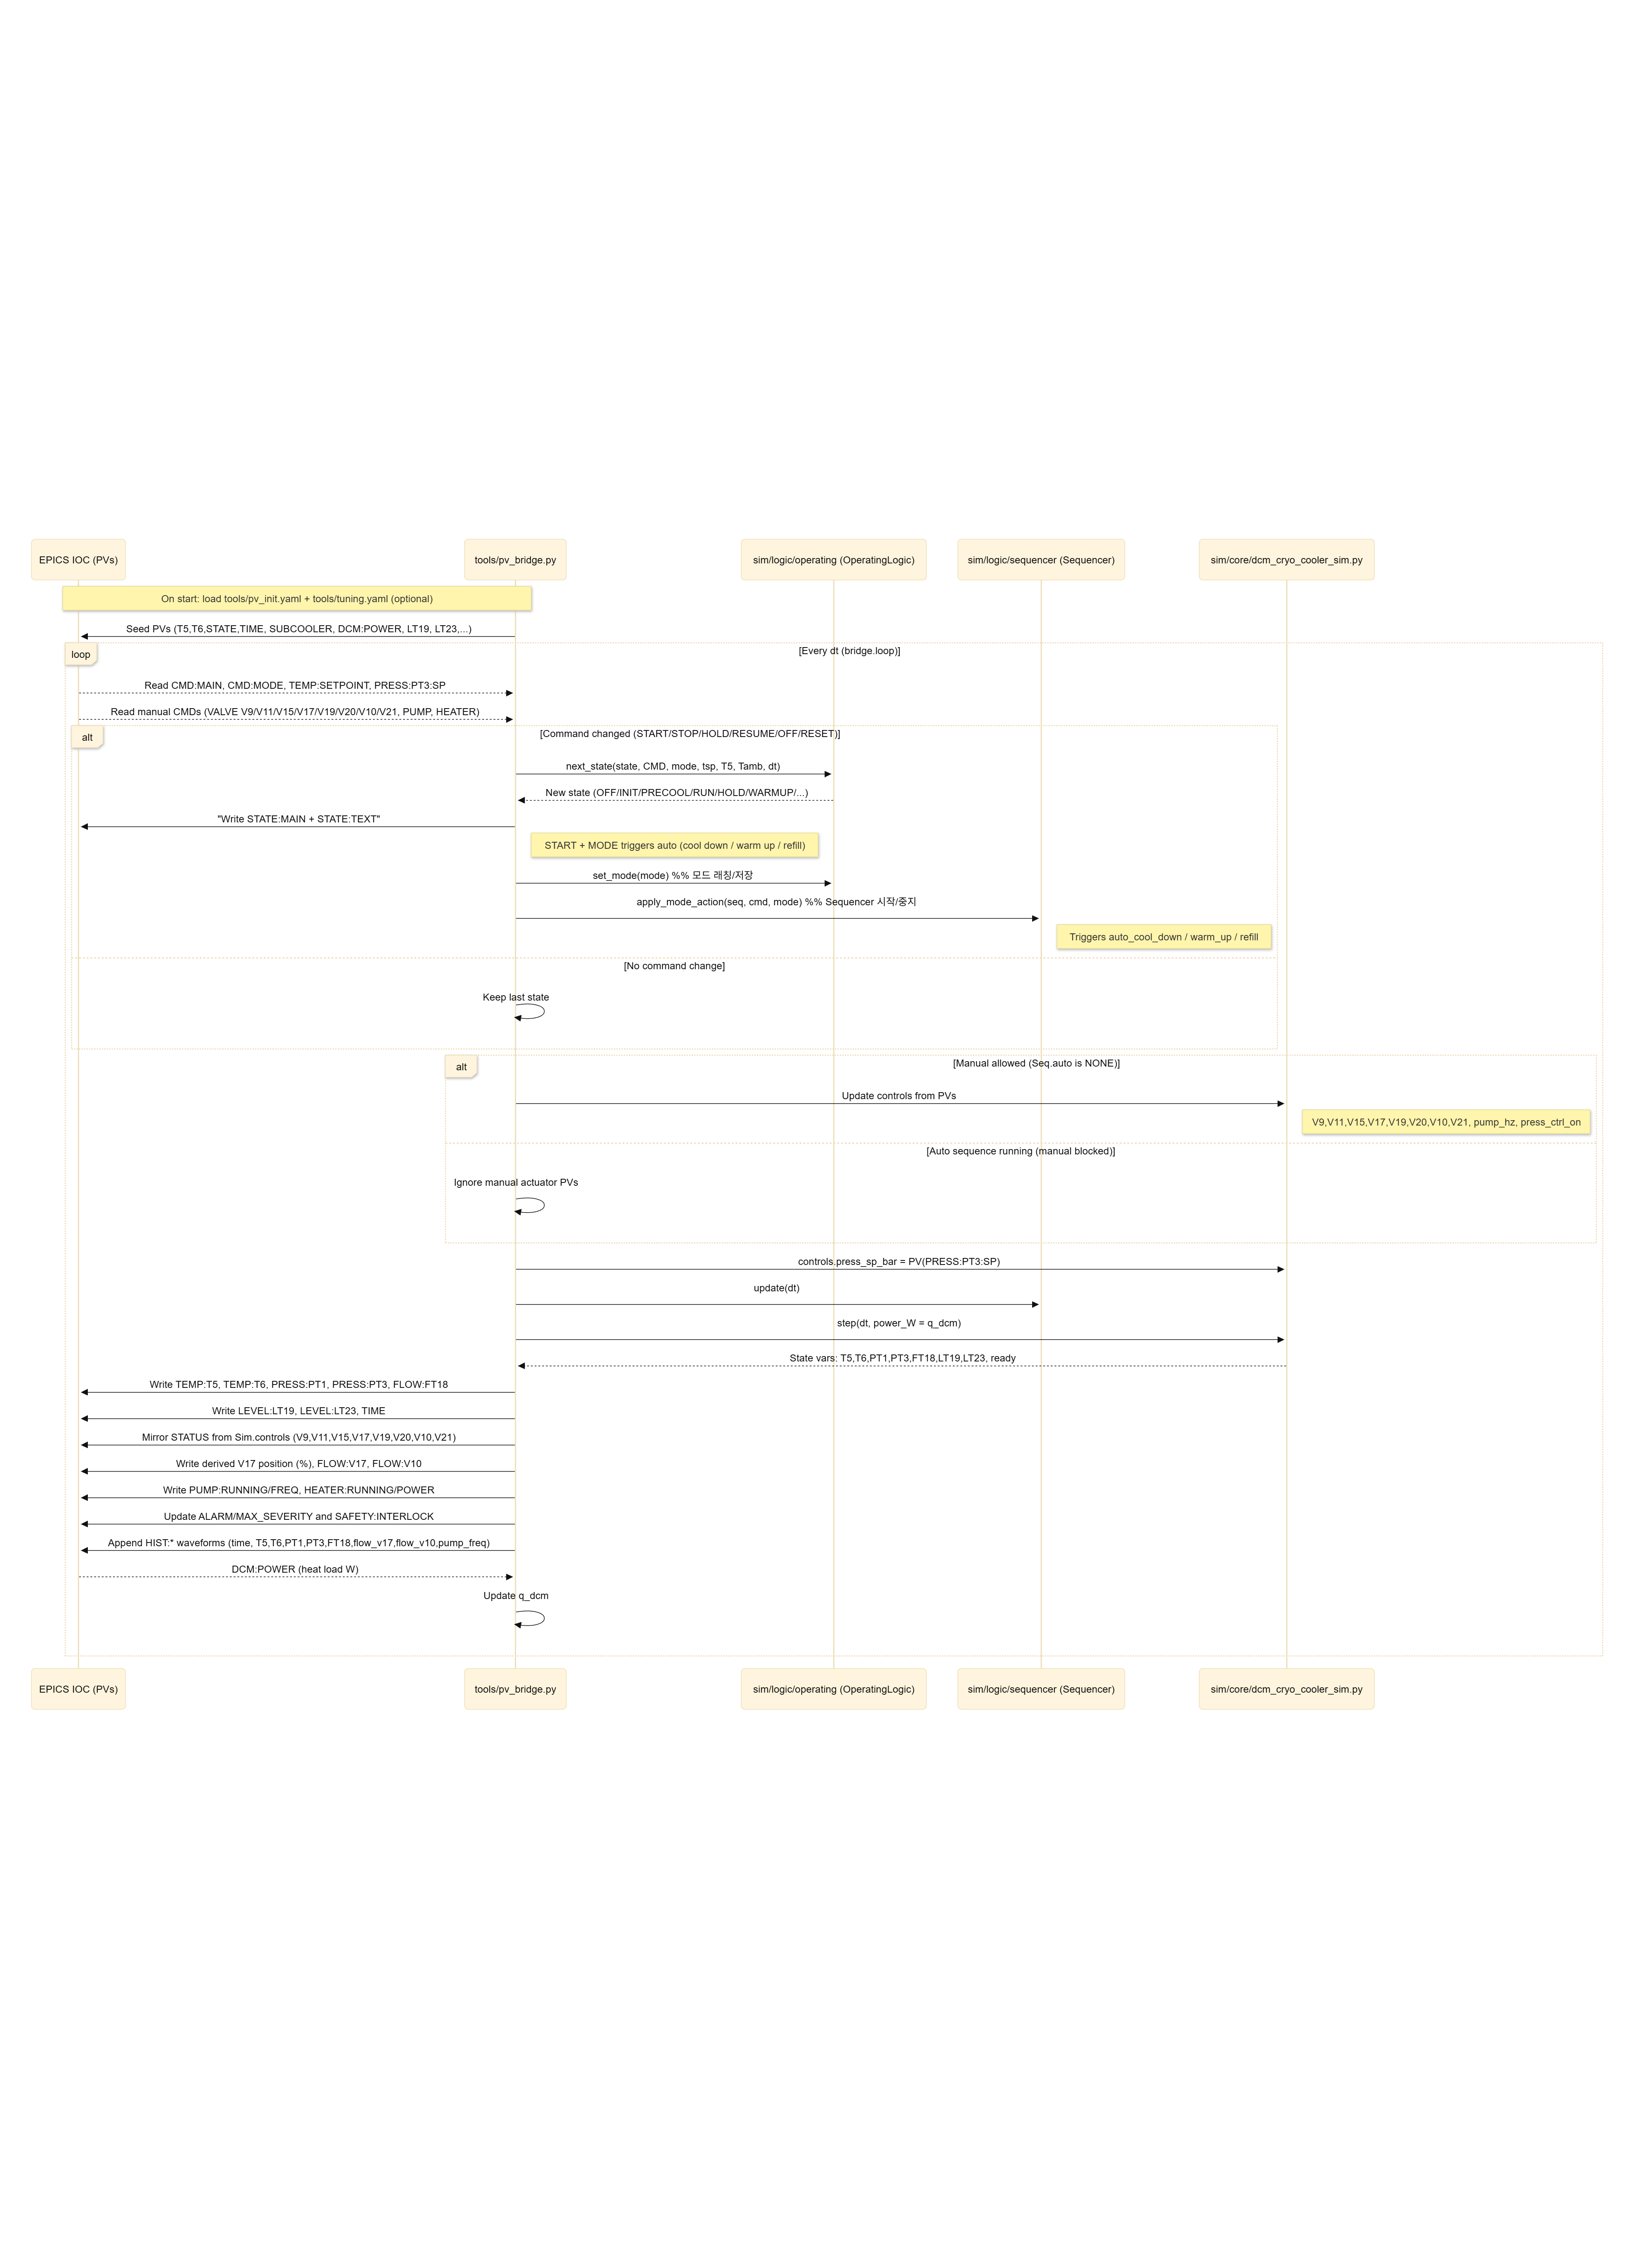 EPICS IOC (PVs)
tools/pv_bridge.py
sim/logic/operating (OperatingLogic)
sim/logic/sequencer (Sequencer)
sim/core/dcm_cryo_cooler_sim.py
On start: load tools/pv_init.yaml + tools/tuning.yaml (optional)
Seed PVs (T5,T6,STATE,TIME, SUBCOOLER, DCM:POWER, LT19, LT23,...)
loop
[Every dt (bridge.loop)]
Read CMD:MAIN, CMD:MODE, TEMP:SETPOINT, PRESS:PT3:SP
Read manual CMDs (VALVE V9/V11/V15/V17/V19/V20/V10/V21, PUMP, HEATER)
alt
[Command changed (START/STOP/HOLD/RESUME/OFF/RESET)]
next_state(state, CMD, mode, tsp, T5, Tamb, dt)
New state (OFF/INIT/PRECOOL/RUN/HOLD/WARMUP/...)
"Write STATE:MAIN + STATE:TEXT"
START + MODE triggers auto (cool down / warm up / refill)
set_mode(mode) %% 모드 래칭/저장
apply_mode_action(seq, cmd, mode) %% Sequencer 시작/중지
Triggers auto_cool_down / warm_up / refill
[No command change]
Keep last state
alt
[Manual allowed (Seq.auto is NONE)]
Update controls from PVs
V9,V11,V15,V17,V19,V20,V10,V21, pump_hz, press_ctrl_on
[Auto sequence running (manual blocked)]
Ignore manual actuator PVs
controls.press_sp_bar = PV(PRESS:PT3:SP)
update(dt)
step(dt, power_W = q_dcm)
State vars: T5,T6,PT1,PT3,FT18,LT19,LT23, ready
Write TEMP:T5, TEMP:T6, PRESS:PT1, PRESS:PT3, FLOW:FT18
Write LEVEL:LT19, LEVEL:LT23, TIME
Mirror STATUS from Sim.controls (V9,V11,V15,V17,V19,V20,V10,V21)
Write derived V17 position (%), FLOW:V17, FLOW:V10
Write PUMP:RUNNING/FREQ, HEATER:RUNNING/POWER
Update ALARM/MAX_SEVERITY and SAFETY:INTERLOCK
Append HIST:* waveforms (time, T5,T6,PT1,PT3,FT18,flow_v17,flow_v10,pump_freq)
DCM:POWER (heat load W)
Update q_dcm
EPICS IOC (PVs)
tools/pv_bridge.py
sim/logic/operating (OperatingLogic)
sim/logic/sequencer (Sequencer)
sim/core/dcm_cryo_cooler_sim.py